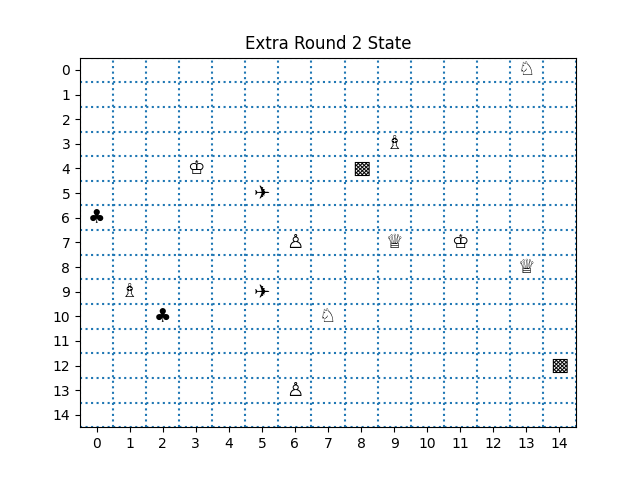 Extra Round 2 State
0 ♘
1
2
3 ♗
4 ♔ ▩
5 ✈
6 ♣
7 ♙ ♕ ♔
8 ♕
9 ♗ ✈
10 ♣ ♘
11
12 ▩
13 ♙
14
0 1 2 3 4 5 6 7 8 9 10 11 12 13 14